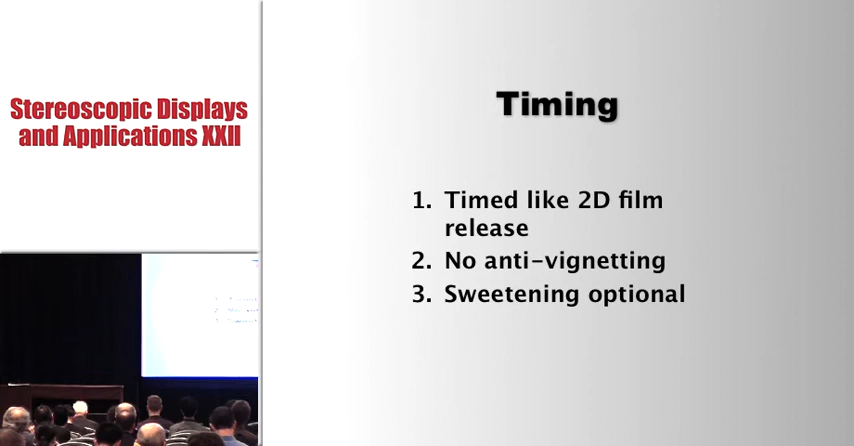 Stereoscopic Displays
and Applications XXII
Timing
1. Timed like 2D film
release
2. No anti-vignetting
3. Sweetening optional